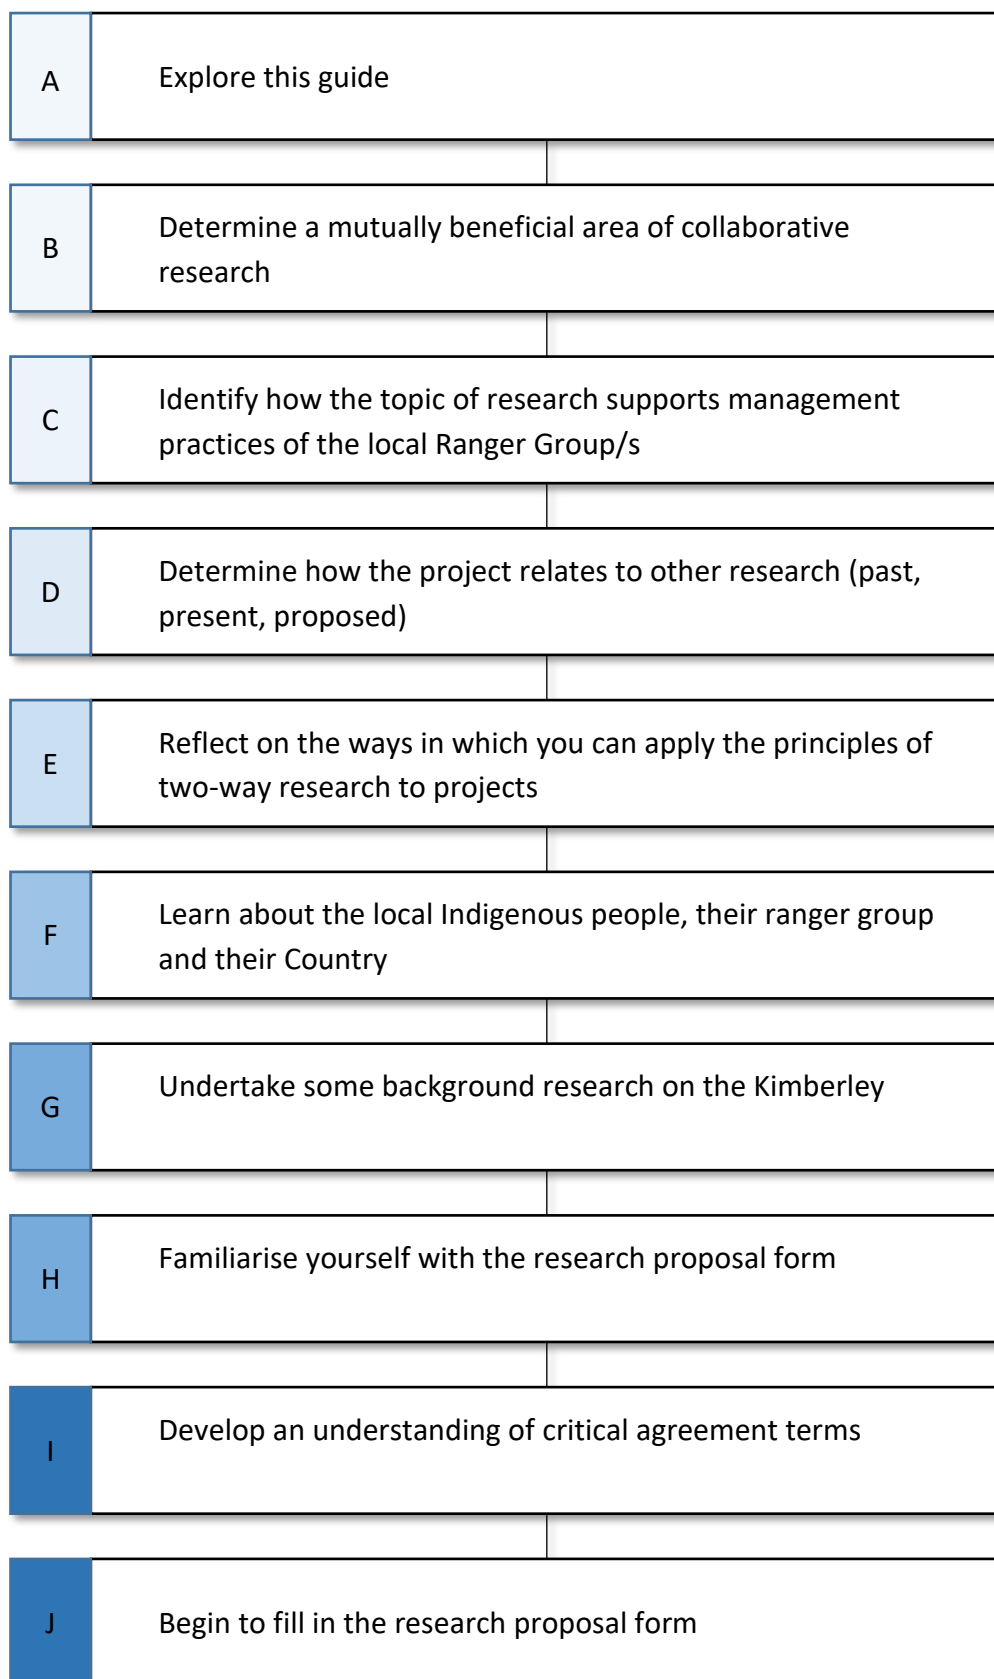 A
Explore this guide
B
Determine a mutually beneficial area of collaborative
research
C
Identify how the topic of research supports management
practices of the local Ranger Group/s
D
Determine how the project relates to other research (past,
present, proposed)
E
Reflect on the ways in which you can apply the principles of
two-way research to projects
F
Learn about the local Indigenous people, their ranger group
and their Country
G
Undertake some background research on the Kimberley
H
Familiarise yourself with the research proposal form
I
Develop an understanding of critical agreement terms
J
Begin to fill in the research proposal form